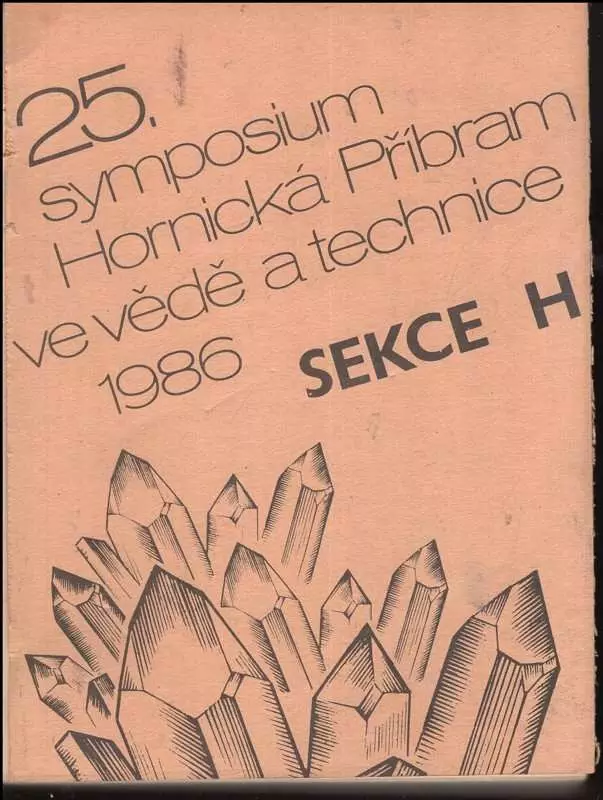 25.
symposium
Hornická Příbram
ve vědě a technice
1986 SEKCE H